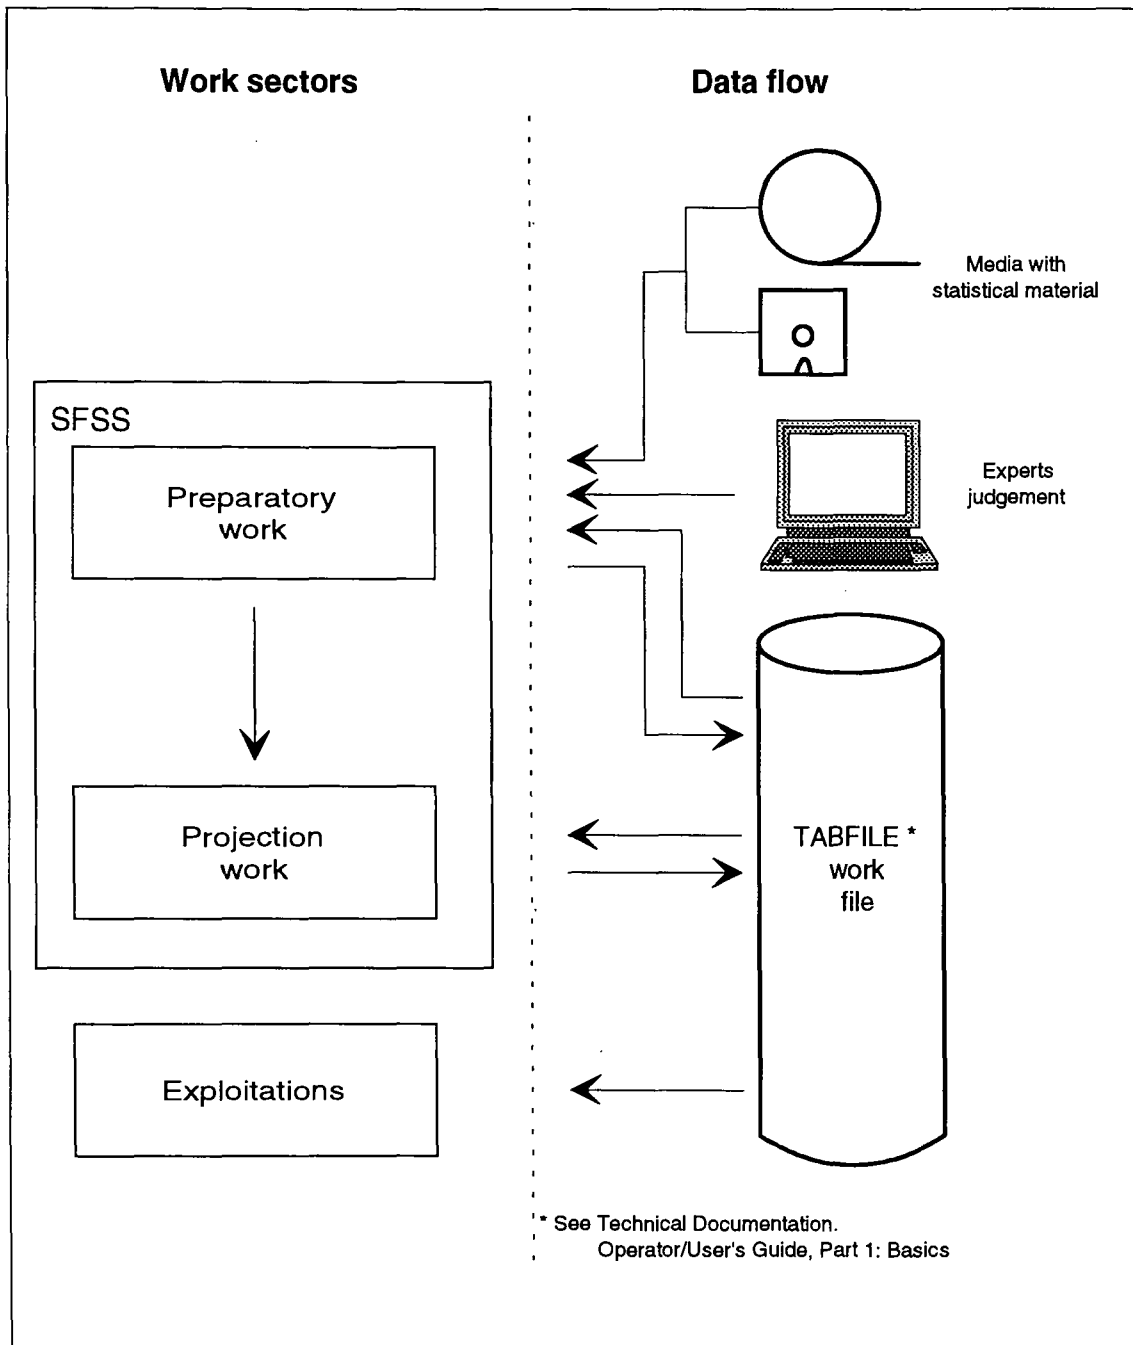 Work sectors
Data flow
Media with
statistical material
SFSS
Preparatory
work
Experts
judgement
Projection
work
TABFILE *
work
file
Exploitations
* See Technical Documentation.
Operator/User's Guide, Part 1: Basics